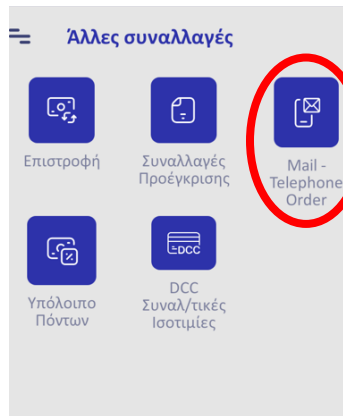 Άλλες συναλλαγές
Επιστροφή
Συναλλαγές
Προέγκρισης
Mail -
Telephone
Order
Υπόλοιπο
Πόντων
DCC
DCC
Συναλ/τικές
Ισοτιμίες